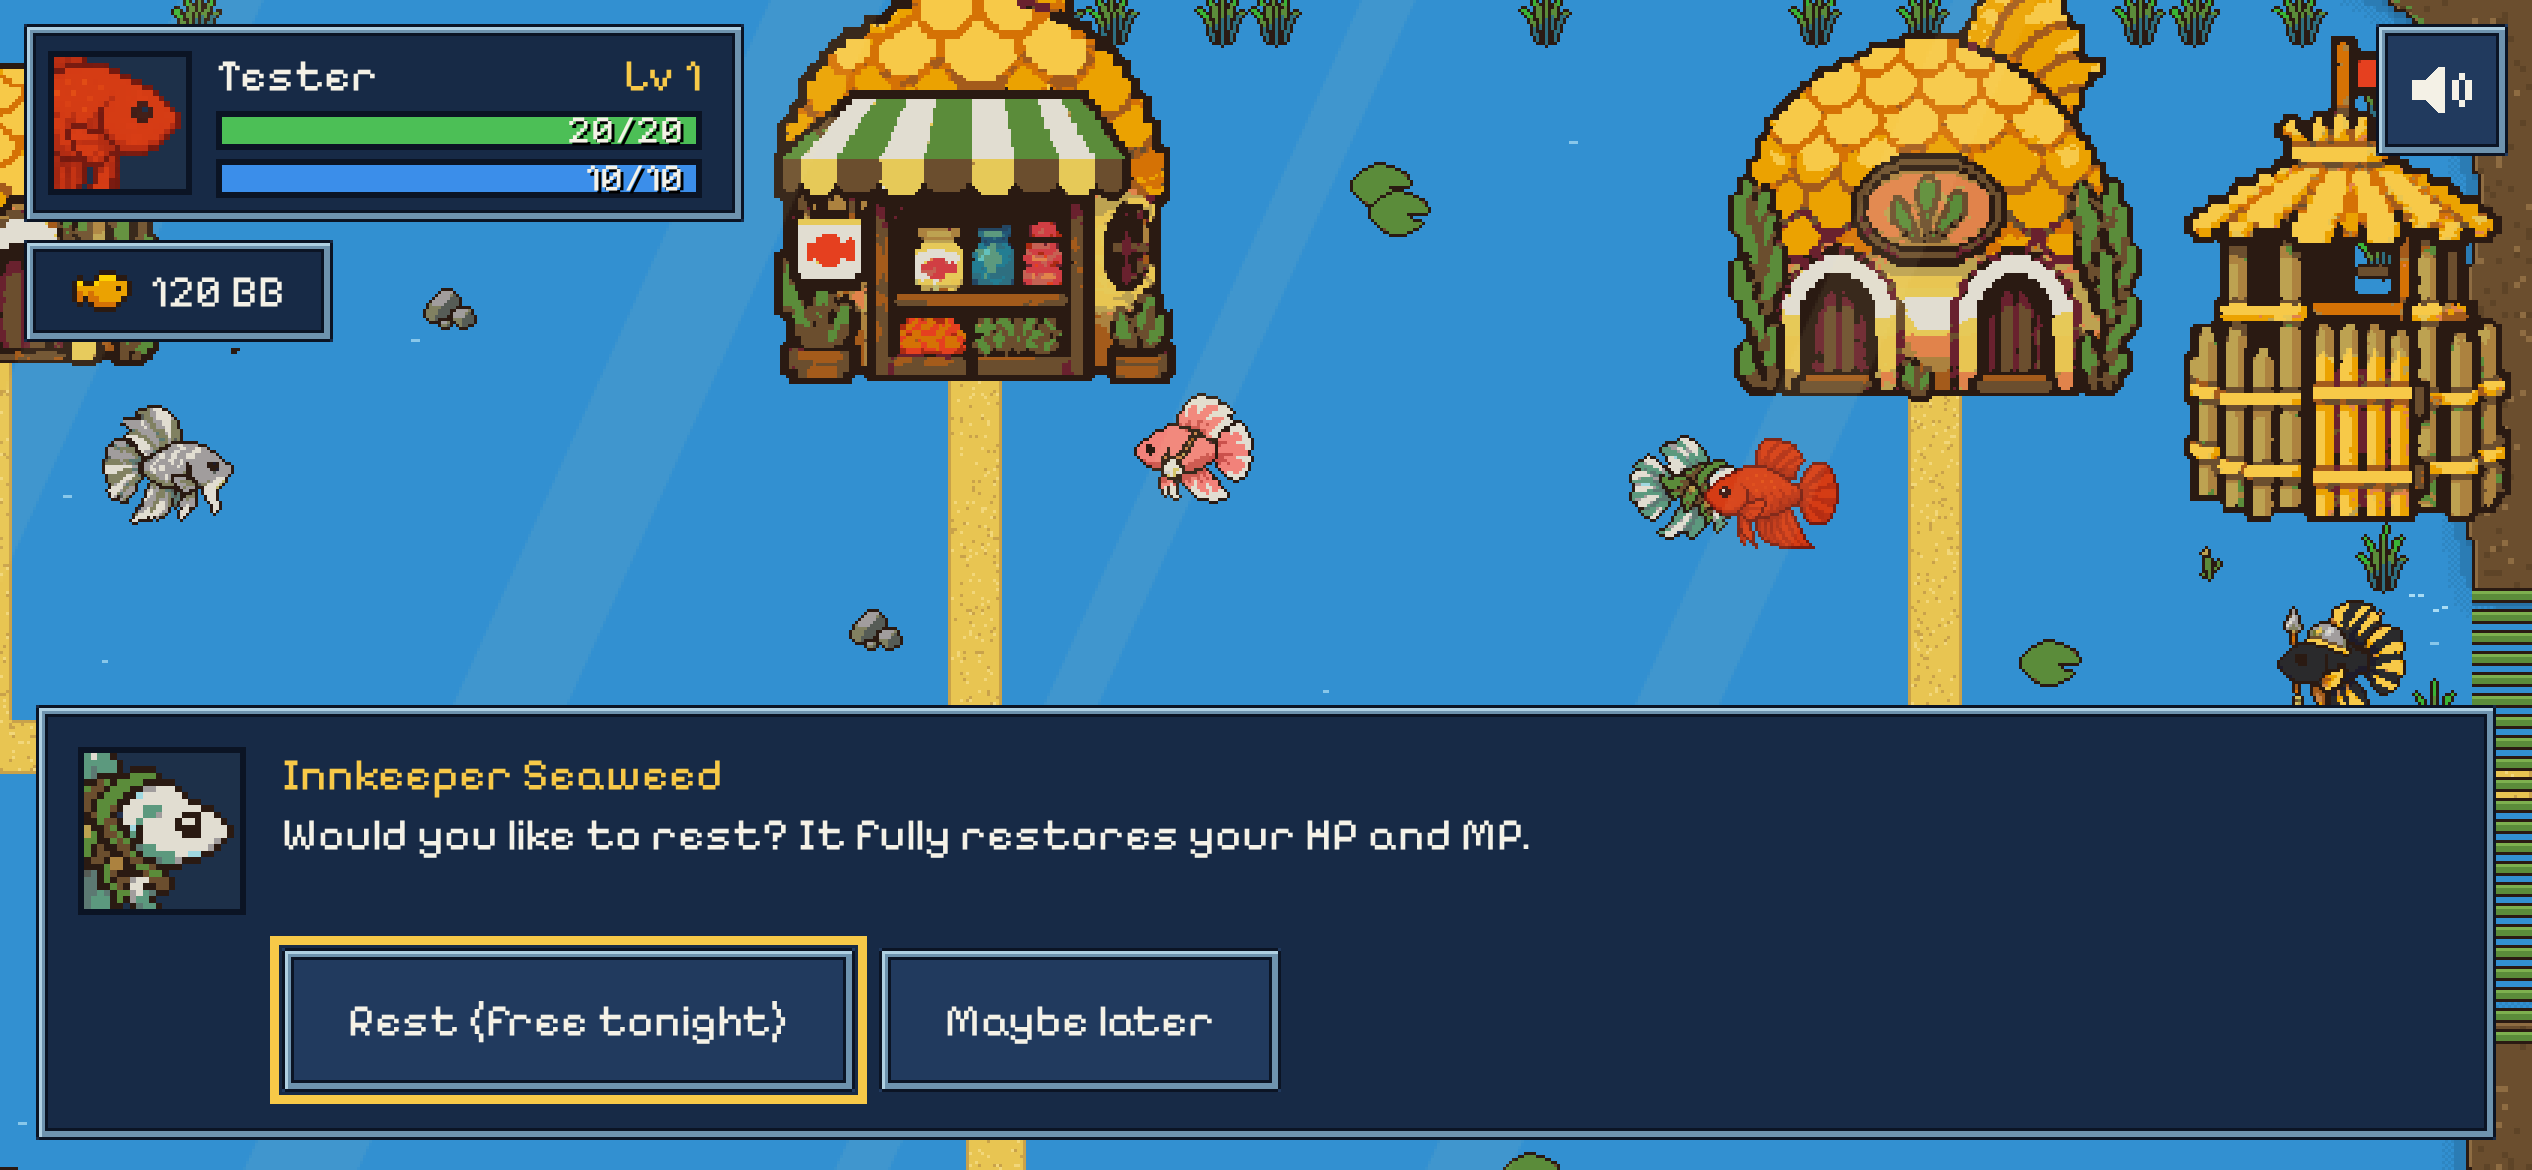 Tester Lv 1
20/20
10/10
120 BB
Innkeeper Seaweed
Would you like to rest? It fully restores your HP and MP.
Rest (free tonight)
Maybe later